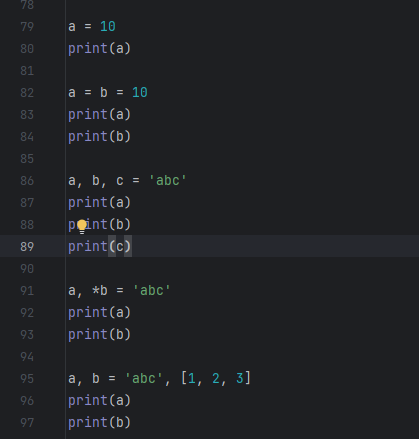 78
79 a = 10
80 print(a)
81
82 a = b = 10
83 print(a)
84 print(b)
85
86 a, b, c = 'abc'
87 print(a)
88 print(b)
89 print(c)
90
91 a, *b = 'abc'
92 print(a)
93 print(b)
94
95 a, b = 'abc', [1, 2, 3]
96 print(a)
97 print(b)